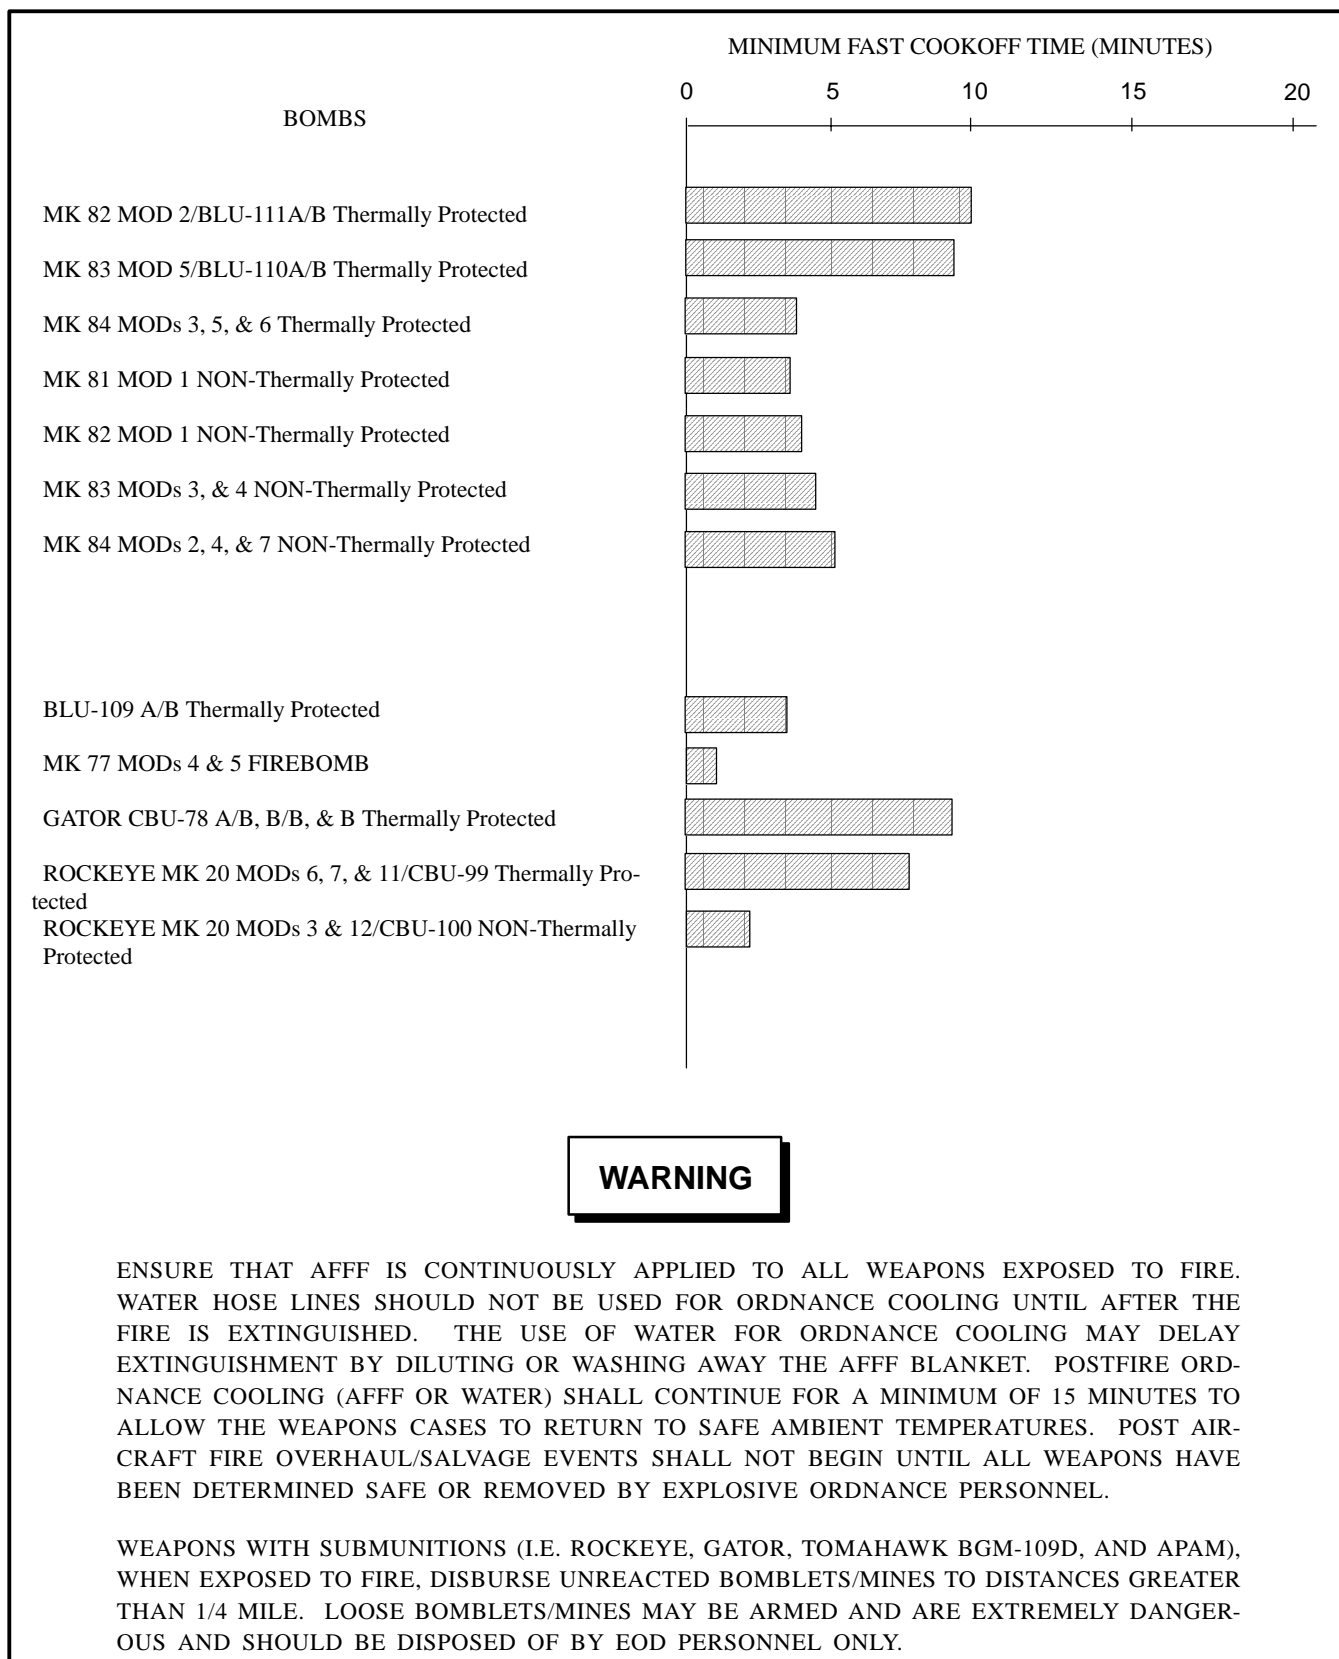 MINIMUM FAST COOKOFF TIME (MINUTES)
0 5 10 15 20
BOMBS
MK 82 MOD 2/BLU-111A/B Thermally Protected
MK 83 MOD 5/BLU-110A/B Thermally Protected
MK 84 MODs 3, 5, & 6 Thermally Protected
MK 81 MOD 1 NON-Thermally Protected
MK 82 MOD 1 NON-Thermally Protected
MK 83 MODs 3, & 4 NON-Thermally Protected
MK 84 MODs 2, 4, & 7 NON-Thermally Protected
BLU-109 A/B Thermally Protected
MK 77 MODs 4 & 5 FIREBOMB
GATOR CBU-78 A/B, B/B, & B Thermally Protected
ROCKEYE MK 20 MODs 6, 7, & 11/CBU-99 Thermally Pro-
tected
ROCKEYE MK 20 MODs 3 & 12/CBU-100 NON-Thermally
Protected
WARNING
ENSURE THAT AFFF IS CONTINUOUSLY APPLIED TO ALL WEAPONS EXPOSED TO FIRE.
WATER HOSE LINES SHOULD NOT BE USED FOR ORDNANCE COOLING UNTIL AFTER THE
FIRE IS EXTINGUISHED. THE USE OF WATER FOR ORDNANCE COOLING MAY DELAY
EXTINGUISHMENT BY DILUTING OR WASHING AWAY THE AFFF BLANKET. POSTFIRE ORD-
NANCE COOLING (AFFF OR WATER) SHALL CONTINUE FOR A MINIMUM OF 15 MINUTES TO
ALLOW THE WEAPONS CASES TO RETURN TO SAFE AMBIENT TEMPERATURES. POST AIR-
CRAFT FIRE OVERHAUL/SALVAGE EVENTS SHALL NOT BEGIN UNTIL ALL WEAPONS HAVE
BEEN DETERMINED SAFE OR REMOVED BY EXPLOSIVE ORDNANCE PERSONNEL.
WEAPONS WITH SUBMUNITIONS (I.E. ROCKEYE, GATOR, TOMAHAWK BGM-109D, AND APAM),
WHEN EXPOSED TO FIRE, DISBURSE UNREACTED BOMBLETS/MINES TO DISTANCES GREATER
THAN 1/4 MILE. LOOSE BOMBLETS/MINES MAY BE ARMED AND ARE EXTREMELY DANGER-
OUS AND SHOULD BE DISPOSED OF BY EOD PERSONNEL ONLY.